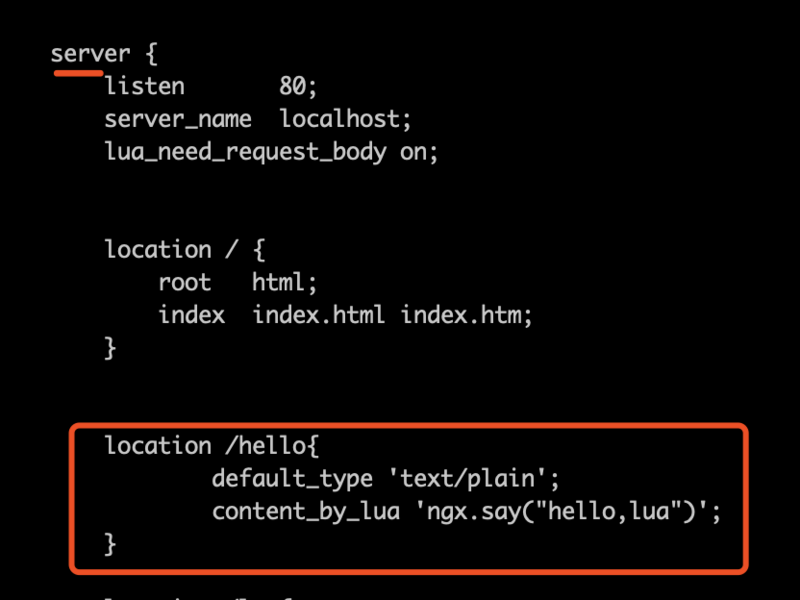 server {
    listen       80;
    server_name  localhost;
    lua_need_request_body on;
    location / {
        root   html;
        index  index.html index.htm;
    }
    location /hello{
            default_type 'text/plain';
            content_by_lua 'ngx.say("hello,lua")';
    }